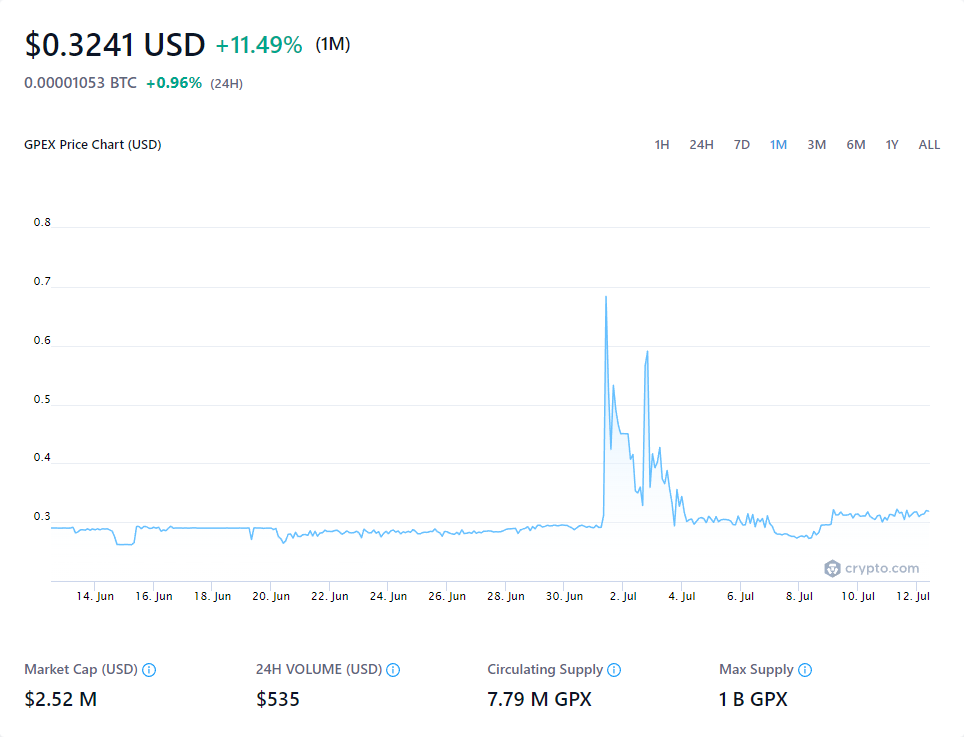 $0.3241 USD +11.49% (1M)
0.00001053 BTC +0.96% (24H)
GPEX Price Chart (USD) 1H 24H 7D 1M 3M 6M 1Y ALL
0.8
0.7
0.6
0.5
0.4
0.3
crypto.com
14. Jun 16. Jun 18. Jun 20. Jun 22. Jun 24. Jun 26. Jun 28. Jun 30. Jun 2. Jul 4. Jul 6. Jul 8. Jul 10. Jul 12. Jul
Market Cap (USD) 24H VOLUME (USD) Circulating Supply Max Supply
$2.52 M $535 7.79 M GPX 1 B GPX